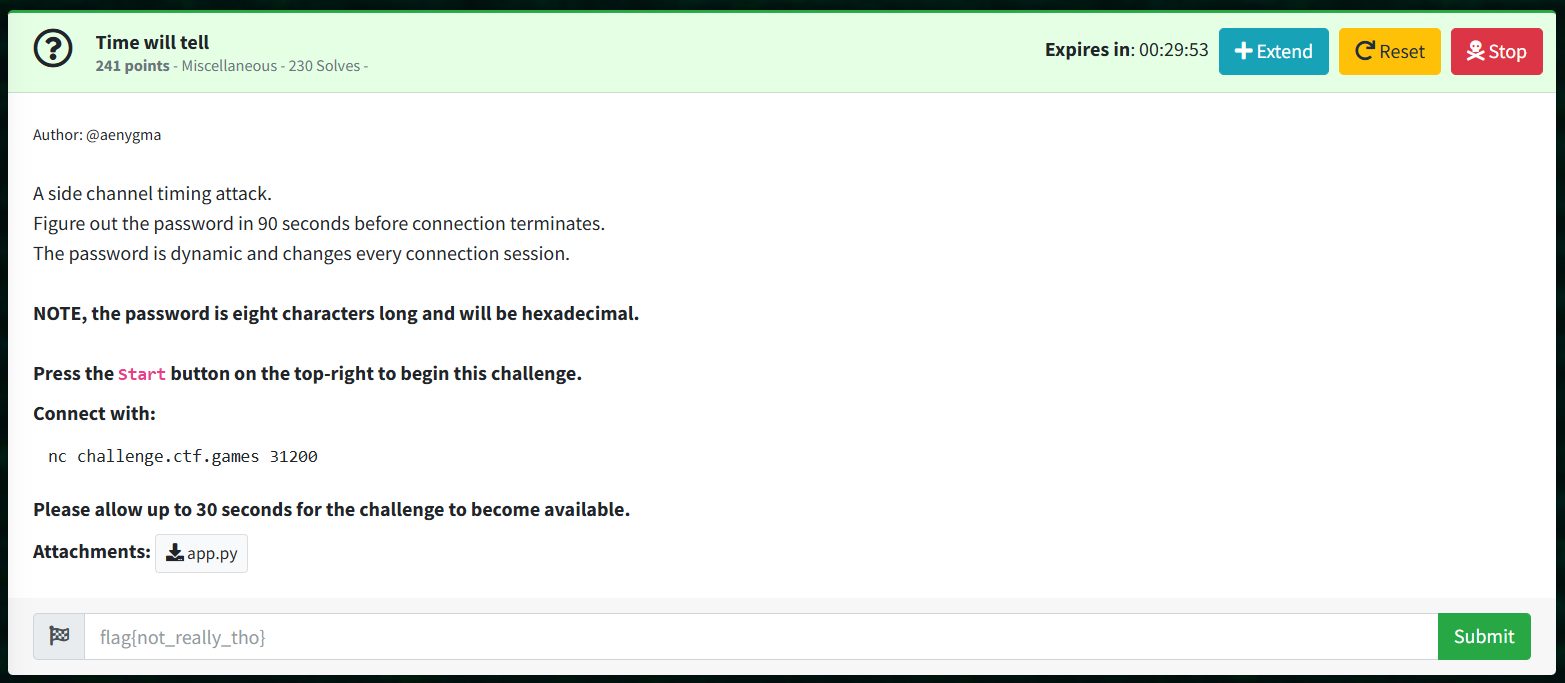 Time will tell
241 points - Miscellaneous - 230 Solves -
Expires in: 00:29:53
Extend
Reset
Stop
Author: @aenygma
A side channel timing attack.
Figure out the password in 90 seconds before connection terminates.
The password is dynamic and changes every connection session.
NOTE, the password is eight characters long and will be hexadecimal.
Press the Start button on the top-right to begin this challenge.
Connect with:
nc challenge.ctf.games 31200
Please allow up to 30 seconds for the challenge to become available.
Attachments: app.py
flag{not_really_tho}
Submit